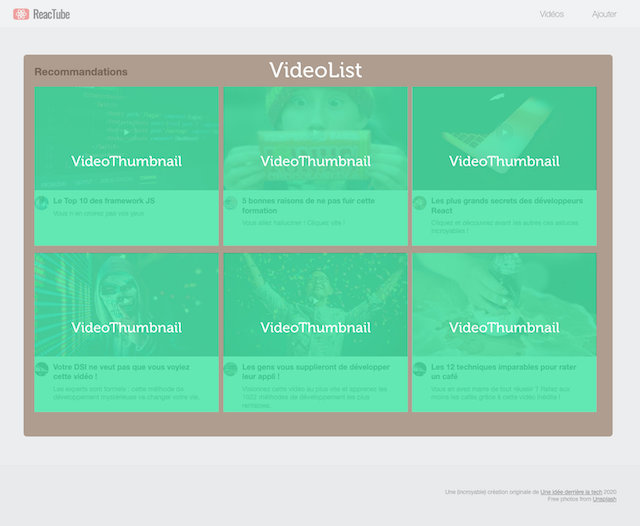 ReacTube
Vidéos
Ajouter
VideoList
Recommandations
VideoThumbnail
VideoThumbnail
VideoThumbnail
Le Top 10 des framework JS
Vous n'en croirez pas vos yeux
5 bonnes raisons de ne pas fuir cette
formation
Vous allez halluciner ! Cliquez vite !
Les plus grands secrets des développeurs
React
Cliquez et découvrez avant les autres ces astuces
incroyables !
VideoThumbnail
VideoThumbnail
VideoThumbnail
Votre DSI ne veut pas que vous voyiez
cette vidéo !
Les experts sont formels : cette méthode de
développement mystérieuse va changer votre vie.
Les gens vous supplieront de développer
leur appli !
Visionnez cette vidéo au plus vite et apprenez les
1022 méthodes de développement les plus
rentables.
Les 12 techniques imparables pour rater
un café
Vous en avez marre de tout réussir ? Ratez aux
moins les cafés grâce à cette vidéo inédite !
Une (incroyable) création originale de Une idée derrière la tech 2020
Free photos from Unsplash